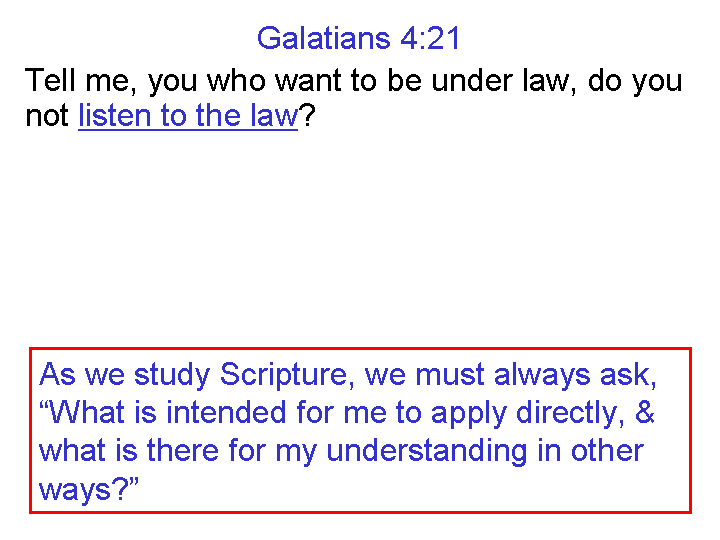 Galatians 4:21
Tell me, you who want to be under law, do you
not listen to the law?
As we study Scripture, we must always ask,
“What is intended for me to apply directly, &
what is there for my understanding in other
ways?”